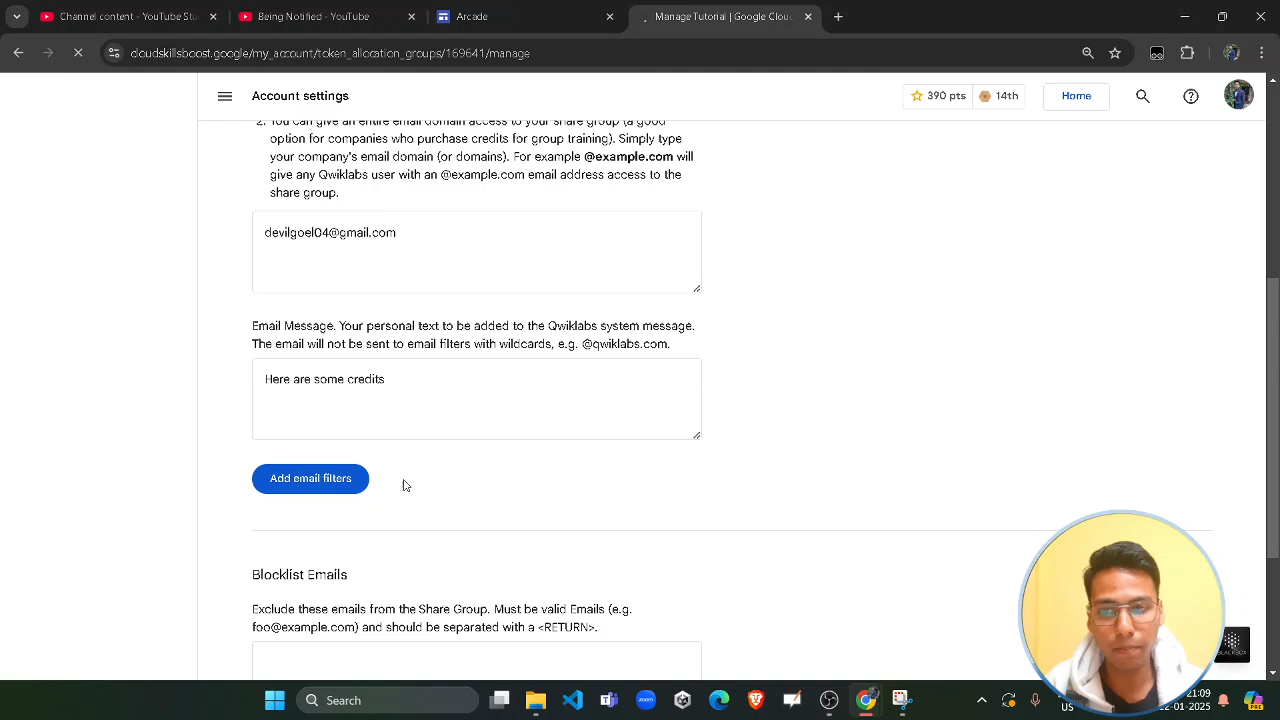 Channel content - YouTube Stu
Being Notified - YouTube
Arcade
Manage Tutorial | Google Cloud
cloudskillsboost.google/my_account/token_allocation_groups/169641/manage
Account settings
390 pts
14th
Home
2. You can give an entire email domain access to your share group (a good
option for companies who purchase credits for group training). Simply type
your company's email domain (or domains). For example @example.com will
give any Qwiklabs user with an @example.com email address access to the
share group.
devilgoel04@gmail.com
Email Message. Your personal text to be added to the Qwiklabs system message.
The email will not be sent to email filters with wildcards, e.g. @qwiklabs.com.
Here are some credits
Add email filters
Blocklist Emails
Exclude these emails from the Share Group. Must be valid Emails (e.g.
foo@example.com) and should be separated with a <RETURN>.
BLACKBOX
Search
zoom
US
21:09
-01-2025